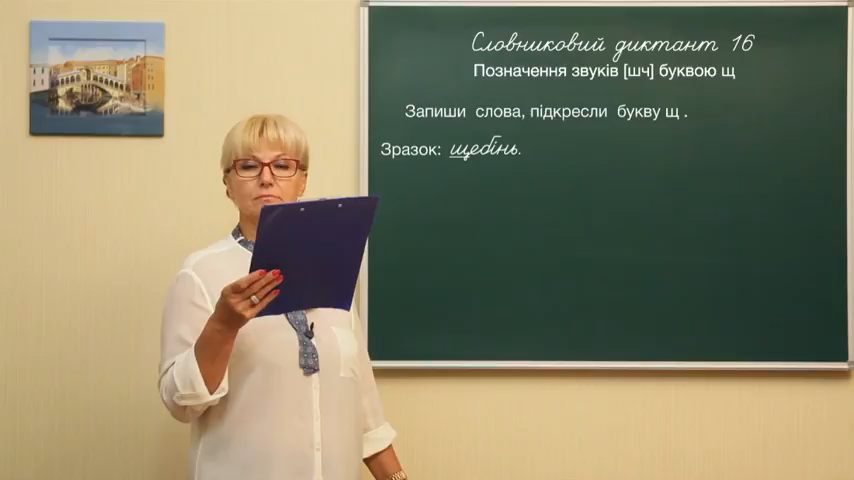 Словниковий диктант 16
Позначення звуків [шч] буквою щ
Запиши слова, підкресли букву щ .
Зразок: щебінь.